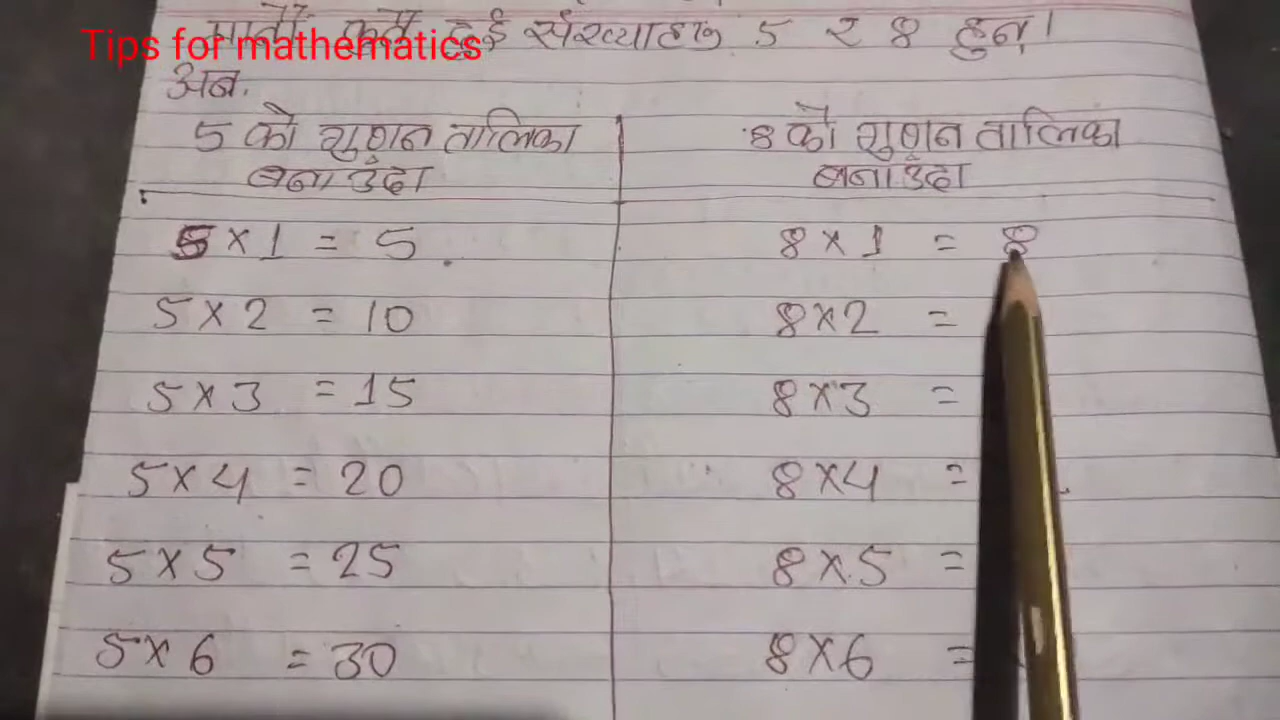 Tips for mathematics
दुई संख्याहरू 5 र 8 हुन्।
अब.
5 को गुणन तालिका
बनाउँदा
5 × 1 = 5
5 × 2 = 10
5 × 3 = 15
5 × 4 = 20
5 × 5 = 25
5 × 6 = 30
8 को गुणन तालिका
बनाउँदा
8 × 1 = 8
8 × 2 =
8 × 3 =
8 × 4 =
8 × 5 =
8 × 6 =